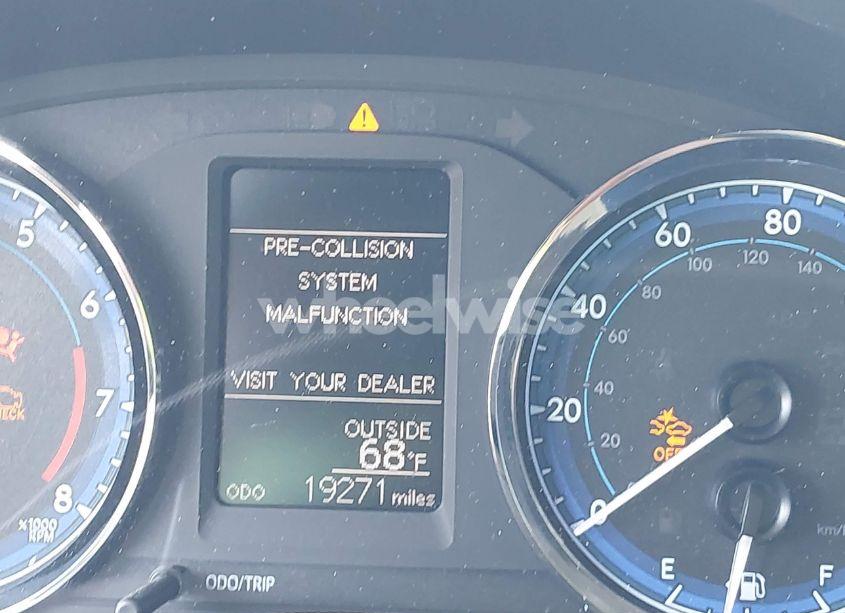 PRE-COLLISION
SYSTEM
MALFUNCTION
VISIT YOUR DEALER
OUTSIDE
68°F
ODO 19271 miles
ODO/TRIP
5
6
7
8
x1000
RPM
0
20
40
60
80
20
40
60
80
100
120
140
km/h
OFF
E
F
wheelwise